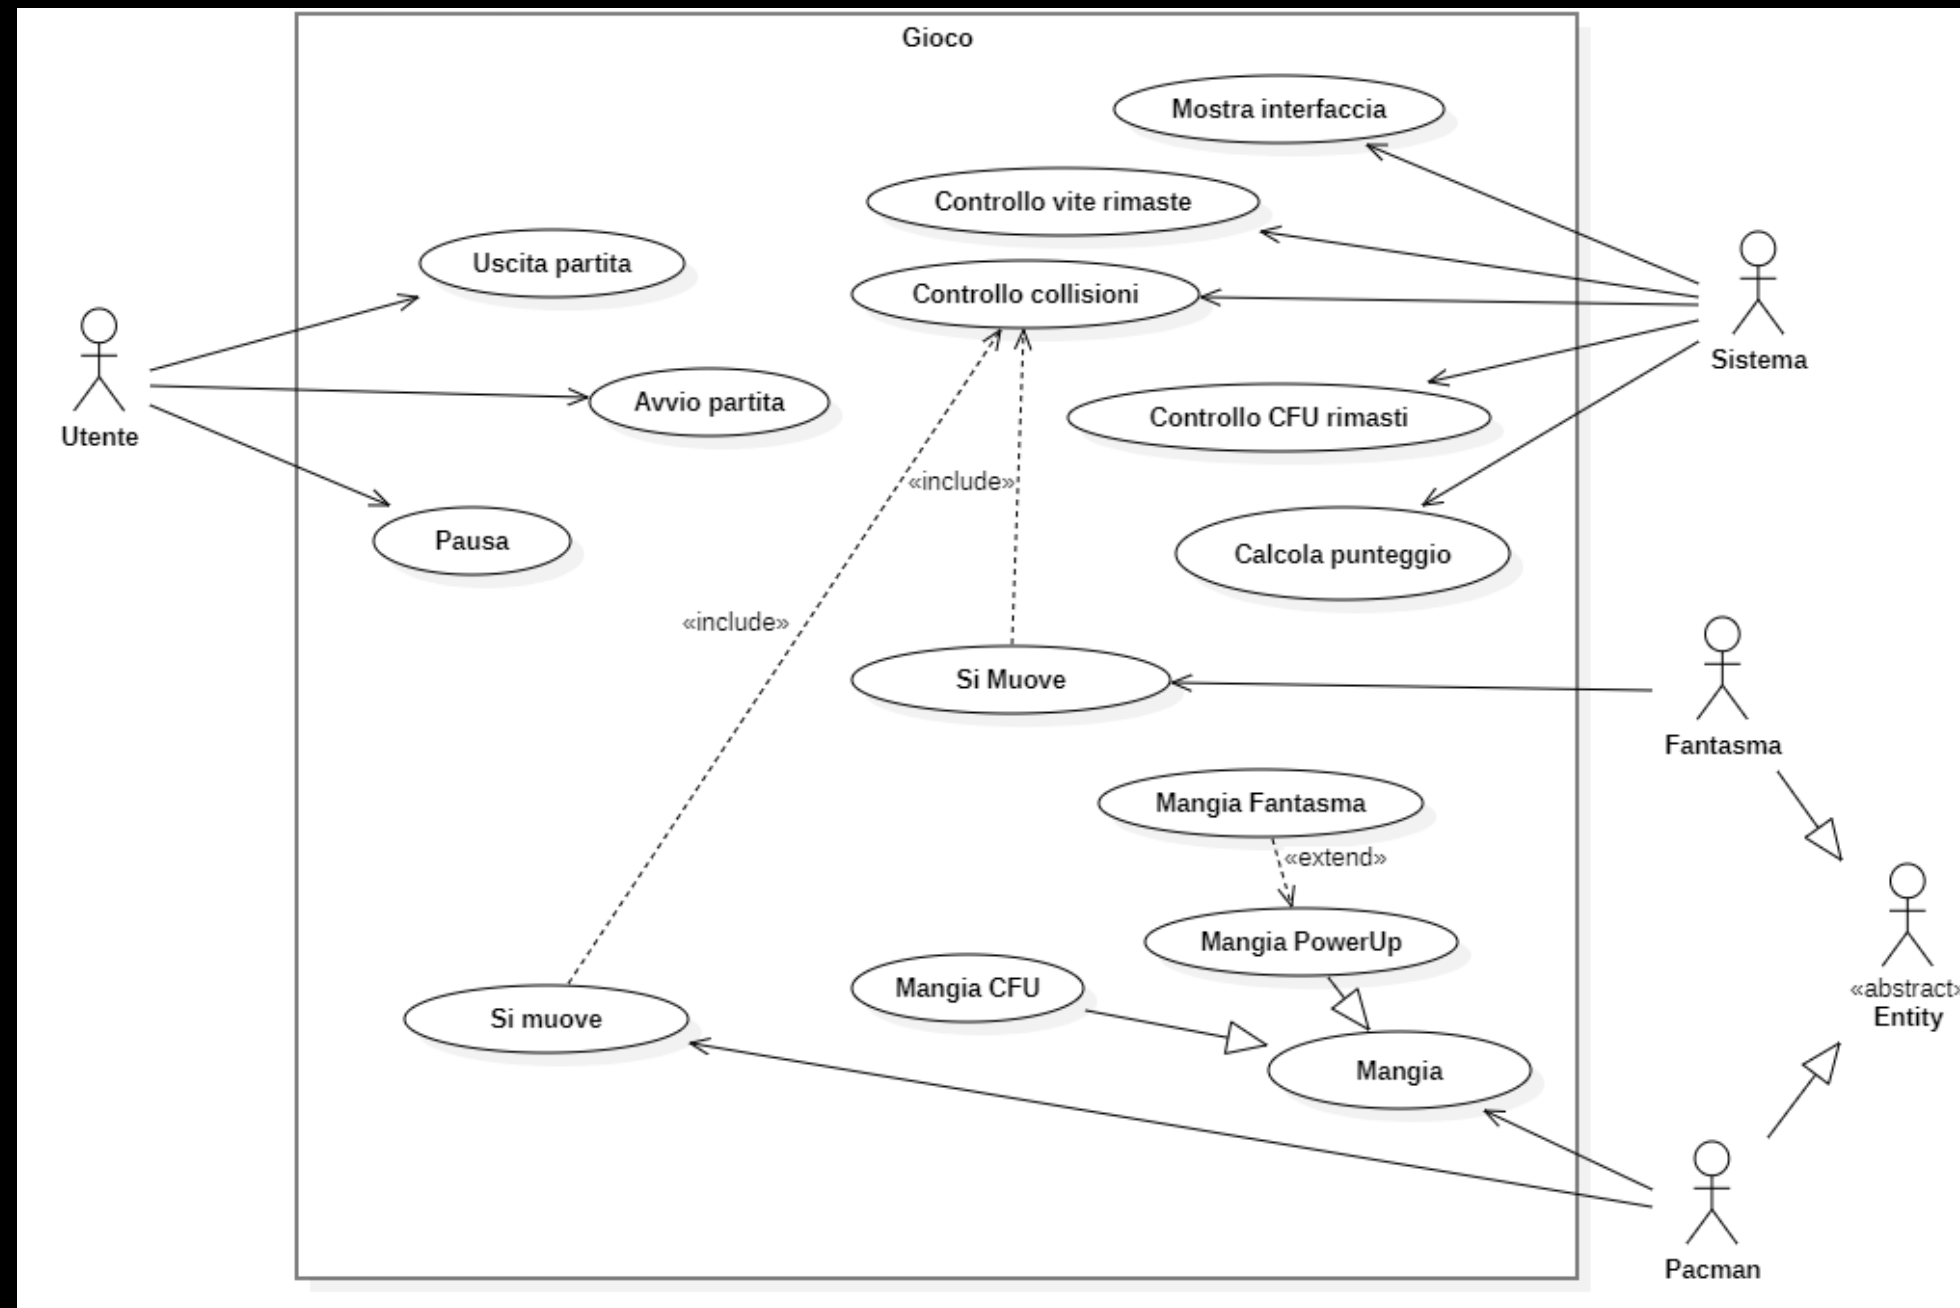 Gioco
Mostra interfaccia
Controllo vite rimaste
Uscita partita
Controllo collisioni
Sistema
Avvio partita
Controllo CFU rimasti
Utente
«include»
Pausa
Calcola punteggio
«include»
Si Muove
Fantasma
Mangia Fantasma
«extend»
Mangia PowerUp
Mangia CFU
«abstract»
Entity
Si muove
Mangia
Pacman